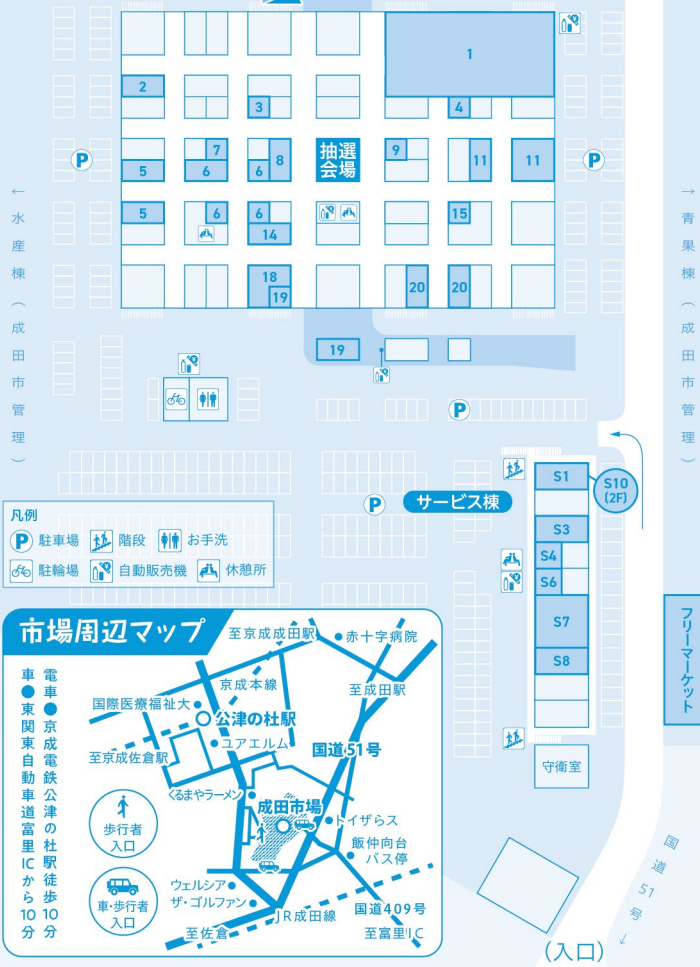 1
2
3
4
P
5
7
6
6
8
抽選
会場
9
11
11
P
5
6
6
14
15
18
19
20
20
19
← 水産棟（成田市管理）
→ 青果棟（成田市管理）
P
P
サービス棟
S1
S10
(2F)
S3
S4
S6
S7
S8
守衛室
フリーマーケット
国道51号 ↓
(入口)
凡例
P 駐車場 階段 お手洗
駐輪場 自動販売機 休憩所
市場周辺マップ
電車●京成電鉄公津の杜駅徒歩10分
車●東関東自動車道富里ICから10分
至京成成田駅
赤十字病院
京成本線
至成田駅
国際医療福祉大
公津の杜駅
ユアエルム
国道51号
至京成佐倉駅
くるまやラーメン
成田市場
トイザらス
歩行者
入口
飯仲向台
バス停
ウェルシア
ザ・ゴルファン
車・歩行者
入口
JR成田線
国道409号
至佐倉
至富里IC